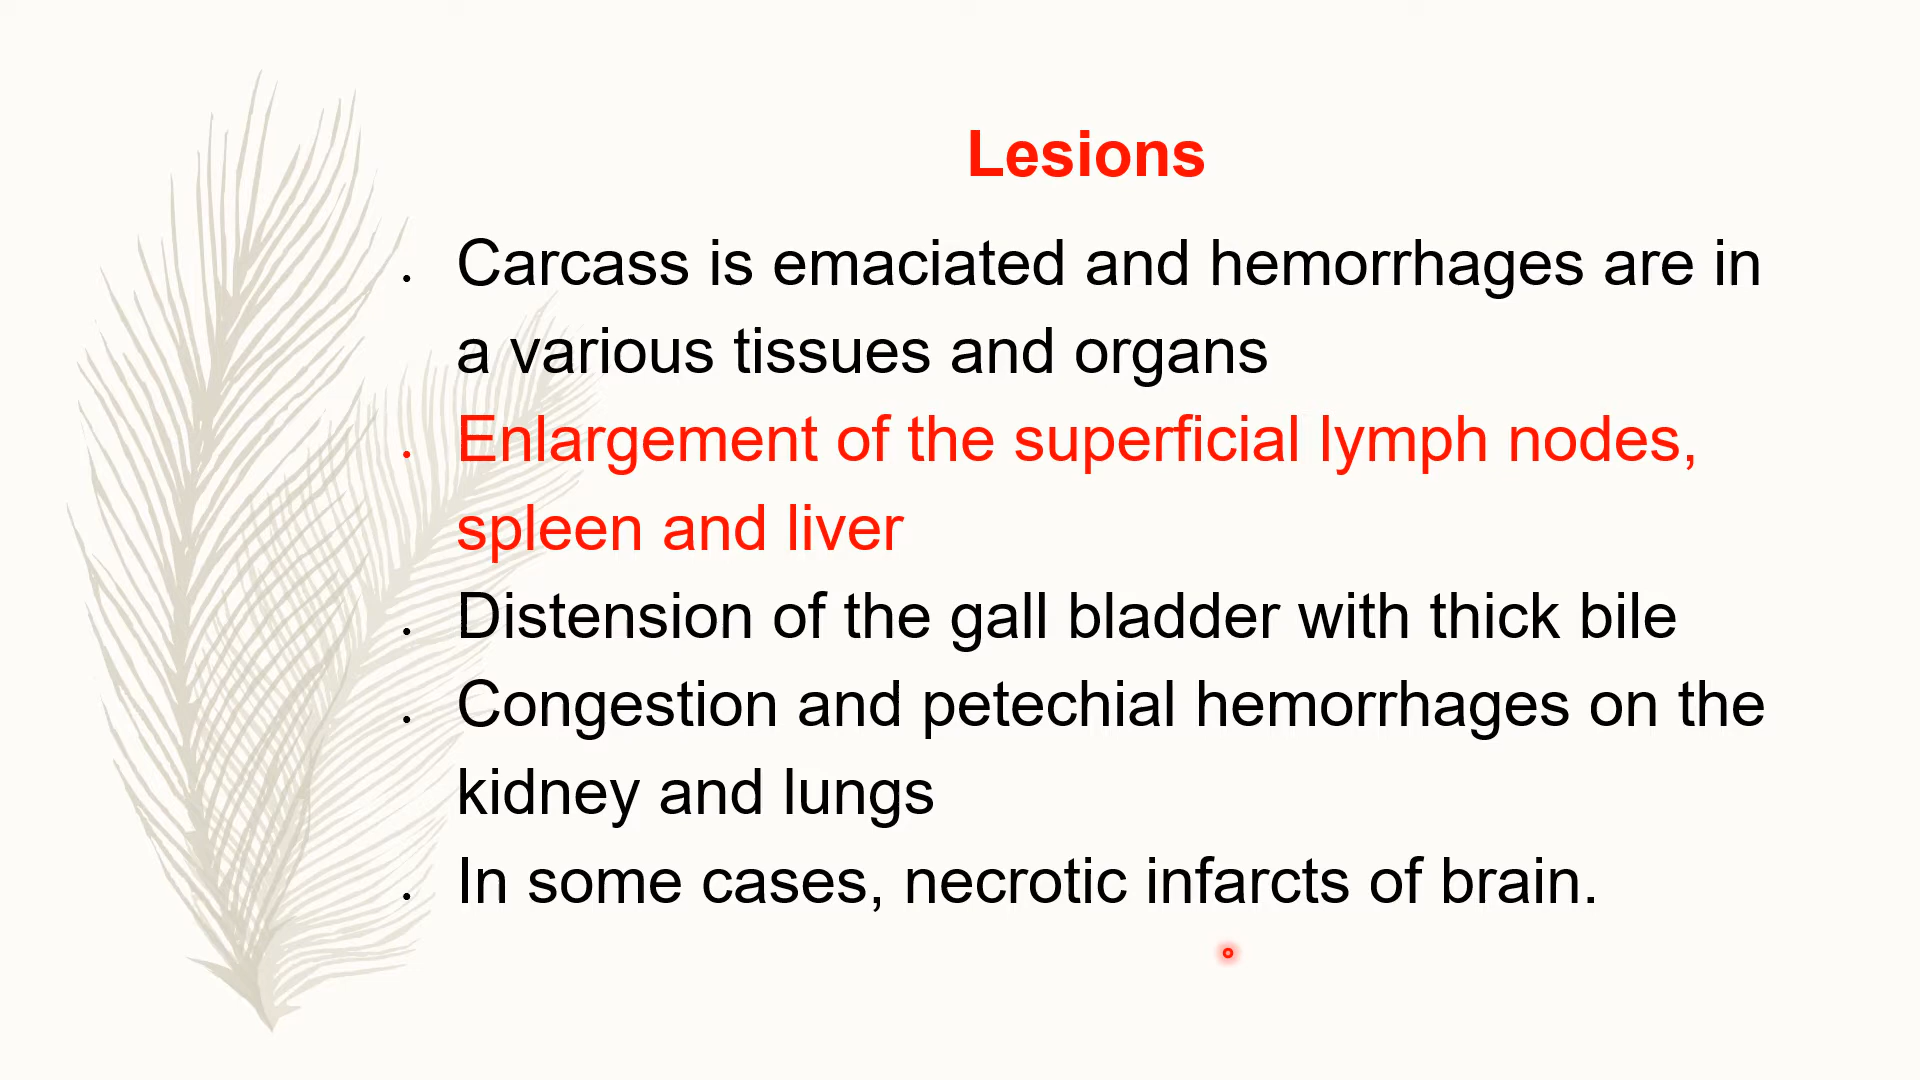 Lesions
• Carcass is emaciated and hemorrhages are in
a various tissues and organs
• Enlargement of the superficial lymph nodes,
spleen and liver
• Distension of the gall bladder with thick bile
• Congestion and petechial hemorrhages on the
kidney and lungs
• In some cases, necrotic infarcts of brain.